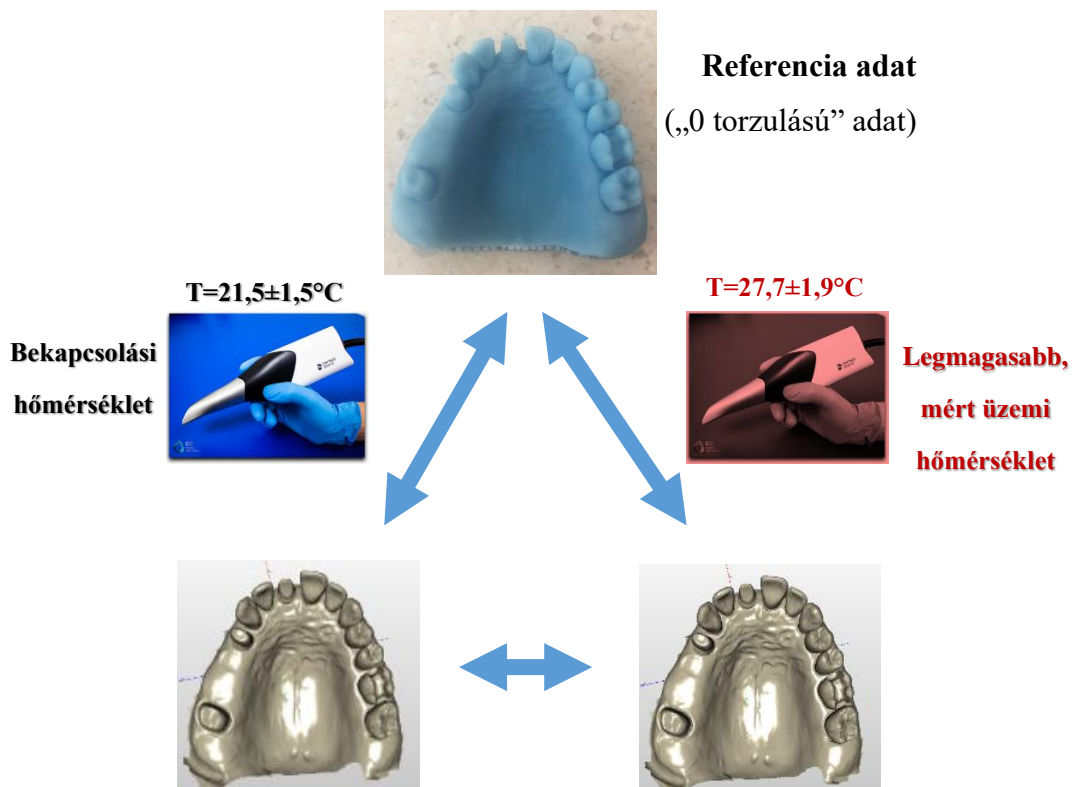 Referencia adat
(„0 torzulású” adat)
T=21,5±1,5°C
Bekapcsolási
hőmérséklet
T=27,7±1,9°C
Legmagasabb,
mért üzemi
hőmérséklet